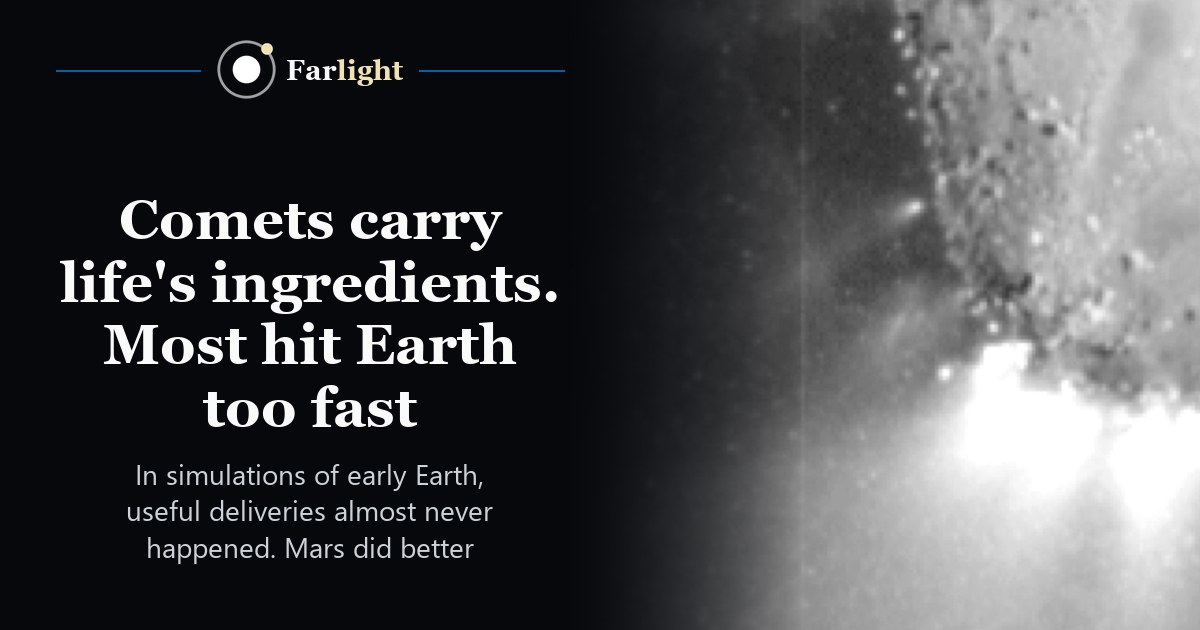 Farlight
Comets carry
life's ingredients.
Most hit Earth
too fast
In simulations of early Earth,
useful deliveries almost never
happened. Mars did better